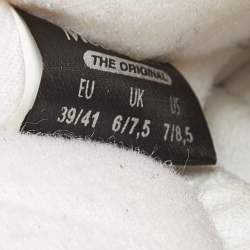 THE ORIGINAL
EU UK US
39/41 6/7,5 7/8,5